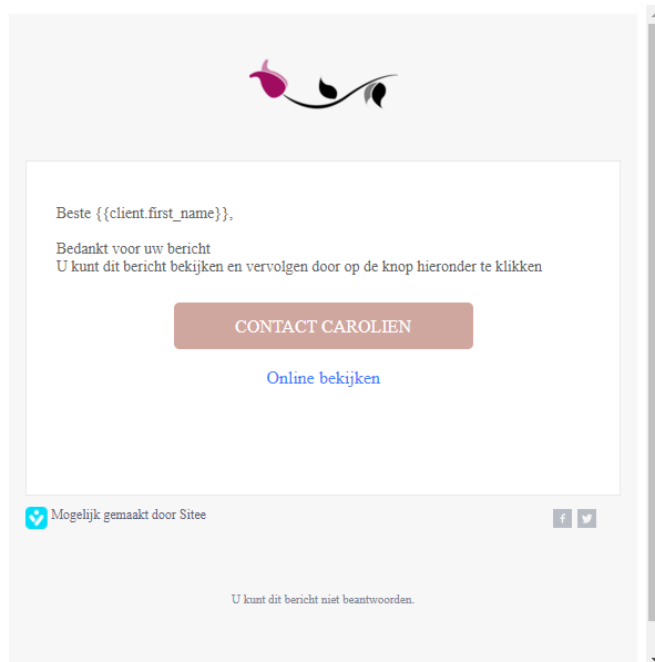 Beste {{client.first_name}},
Bedankt voor uw bericht
U kunt dit bericht bekijken en vervolgen door op de knop hieronder te klikken
CONTACT CAROLIEN
Online bekijken
Mogelijk gemaakt door Sitee
U kunt dit bericht niet beantwoorden.